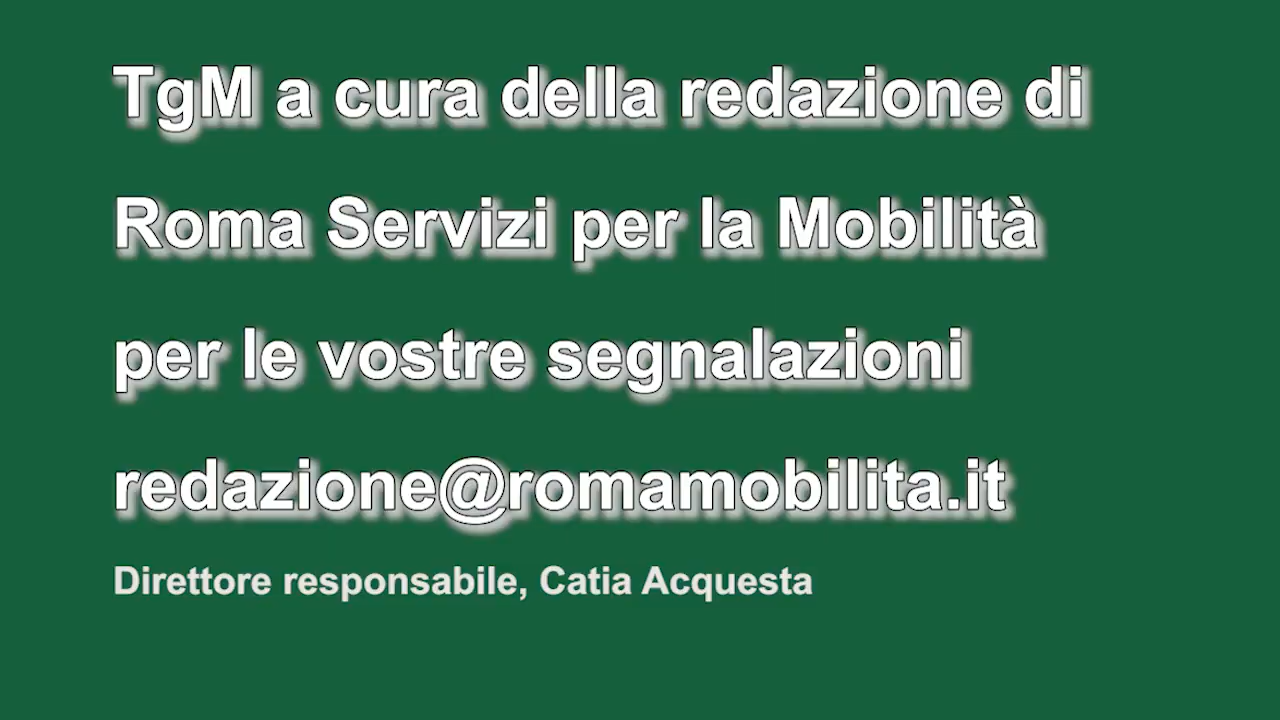 TgM a cura della redazione di
Roma Servizi per la Mobilità
per le vostre segnalazioni
redazione@romamobilita.it
Direttore responsabile, Catia Acquesta